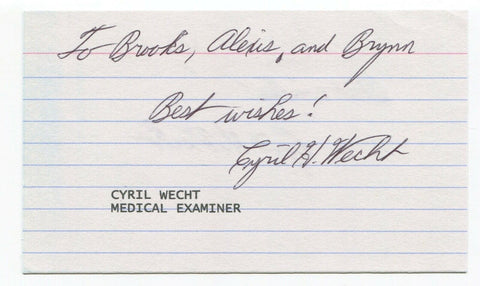 To Brooks, Alexis, and Brynn
Best wishes!
Cyril H. Wecht
CYRIL WECHT
MEDICAL EXAMINER